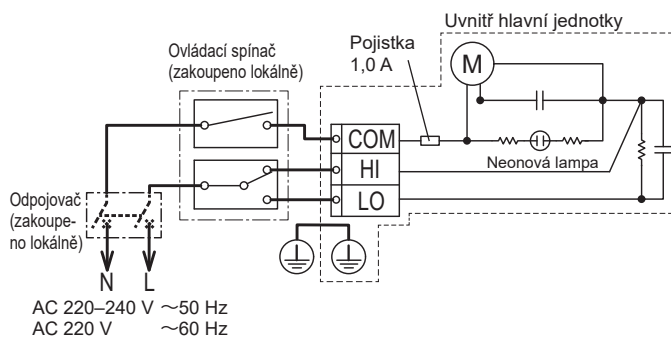 Uvnitř hlavní jednotky
Ovládací spínač
(zakoupeno lokálně)
Pojistka
1,0 A
M
COM
HI
LO
Neonová lampa
Odpojovač
(zakoupe-
no lokálně)
N L
AC 220–240 V ～50 Hz
AC 220 V ～60 Hz